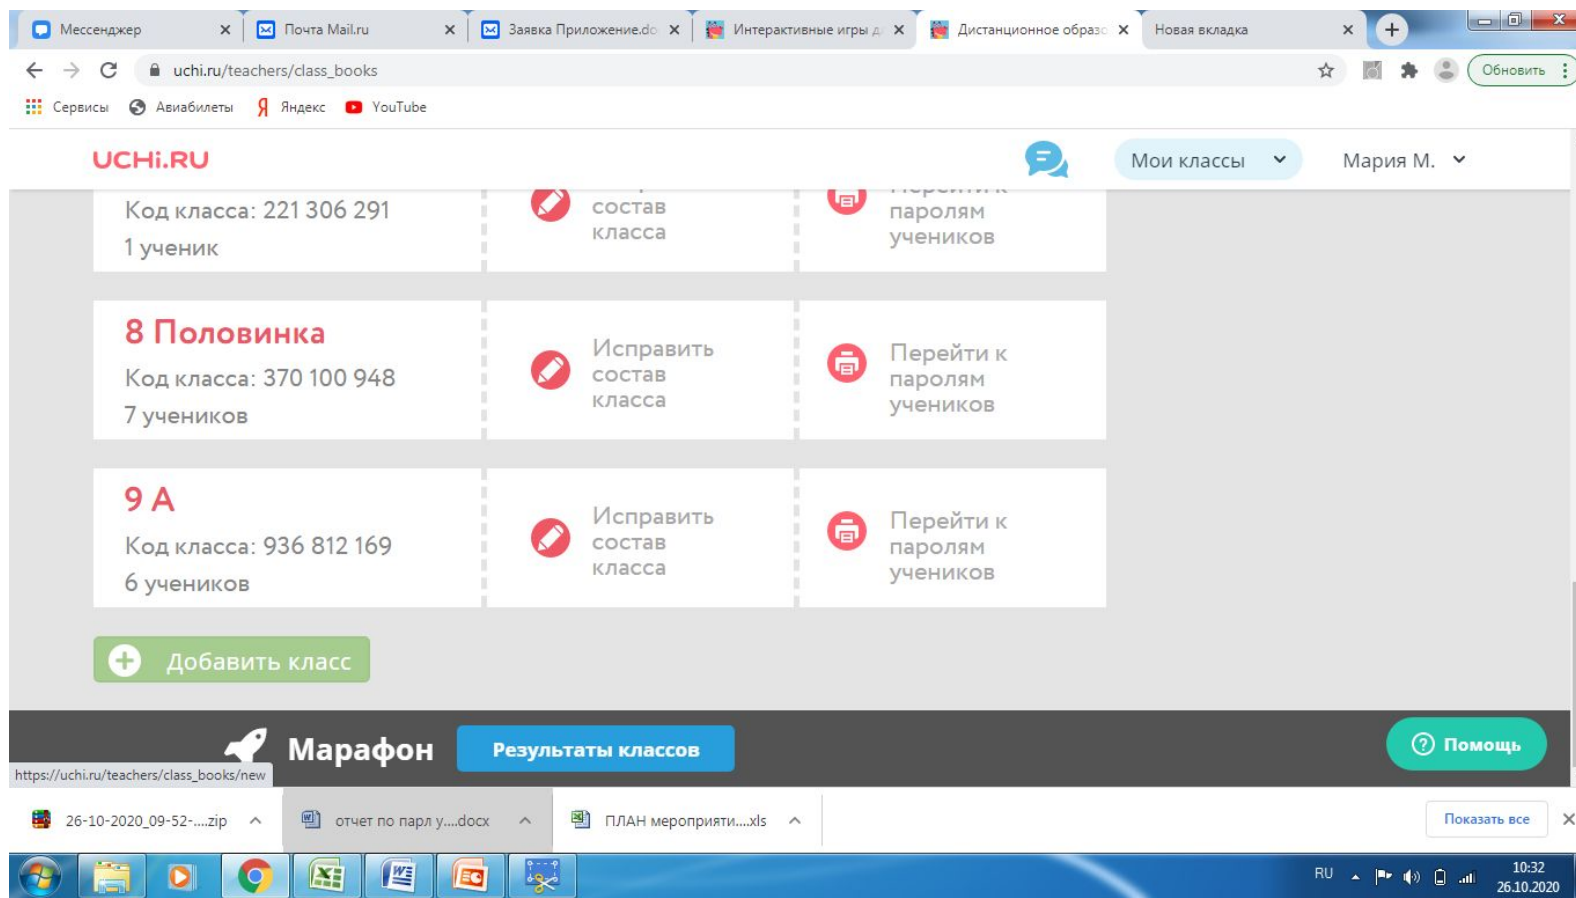 Мессенджер
Почта Mail.ru
Заявка Приложение.do
Интерактивные игры д
Дистанционное образо
Новая вкладка
uchi.ru/teachers/class_books
Обновить
Сервисы
Авиабилеты
Яндекс
YouTube
UCHi.RU
Мои классы
Мария М.
Код класса: 221 306 291
1 ученик
состав
класса
Перейти к
паролям
учеников
8 Половинка
Код класса: 370 100 948
7 учеников
Исправить
состав
класса
Перейти к
паролям
учеников
9 А
Код класса: 936 812 169
6 учеников
Исправить
состав
класса
Перейти к
паролям
учеников
Добавить класс
Марафон
Результаты классов
Помощь
https://uchi.ru/teachers/class_books/new
26-10-2020_09-52-....zip
отчет по парл у....docx
ПЛАН мероприяти....xls
Показать все
RU
10:32
26.10.2020